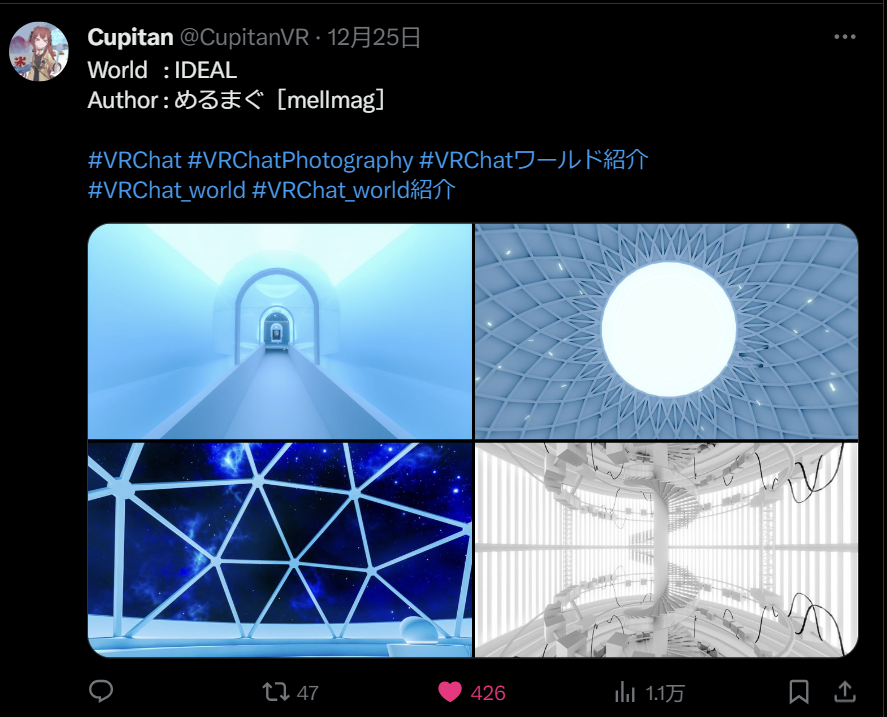 Cupitan @CupitanVR · 12月25日
World ：IDEAL
Author : めるまぐ［mellmag］
#VRChat #VRChatPhotography #VRChatワールド紹介
#VRChat_world #VRChat_world紹介
47 426 1.1万